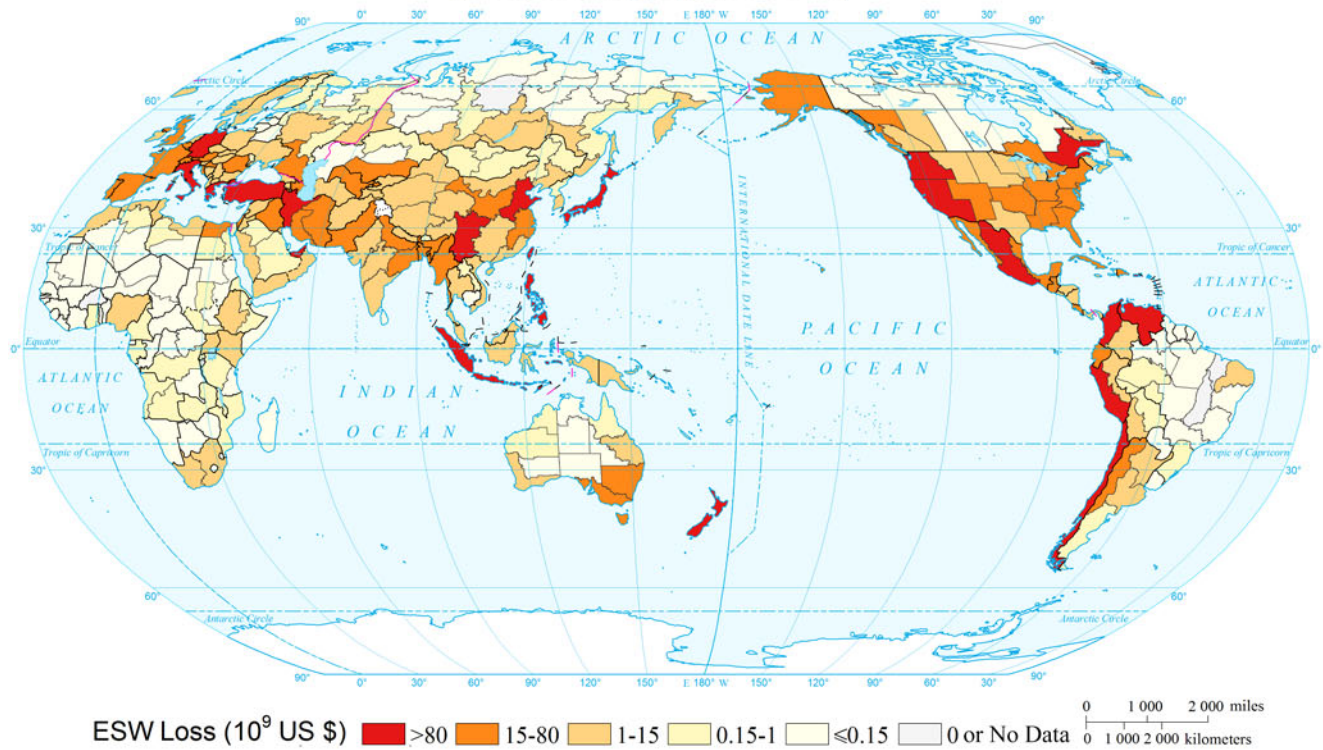 90° 0° 30° 60° 90° 120° 150° E 180° W 150° 120° 90° 60° 30° 90°
ARCTIC OCEAN
Arctic Circle
Arctic Circle
60°
60°
INTERNATIONAL DATE LINE
30°
30°
Tropic of Cancer
Tropic of Cancer
ATLANTIC
OCEAN
PACIFIC
OCEAN
0°
Equator
Equator
0°
ATLANTIC
OCEAN
INDIAN
OCEAN
Tropic of Capricorn
Tropic of Capricorn
30°
30°
60°
60°
Antarctic Circle
Antarctic Circle
90° 0° 30° 60° 90° 120° 150° E 180° W 150° 120° 90° 60° 30° 90°
ESW Loss (10⁹ US $) >80 15-80 1-15 0.15-1 ≤0.15 0 or No Data
0 1 000 2 000 miles
0 1 000 2 000 kilometers